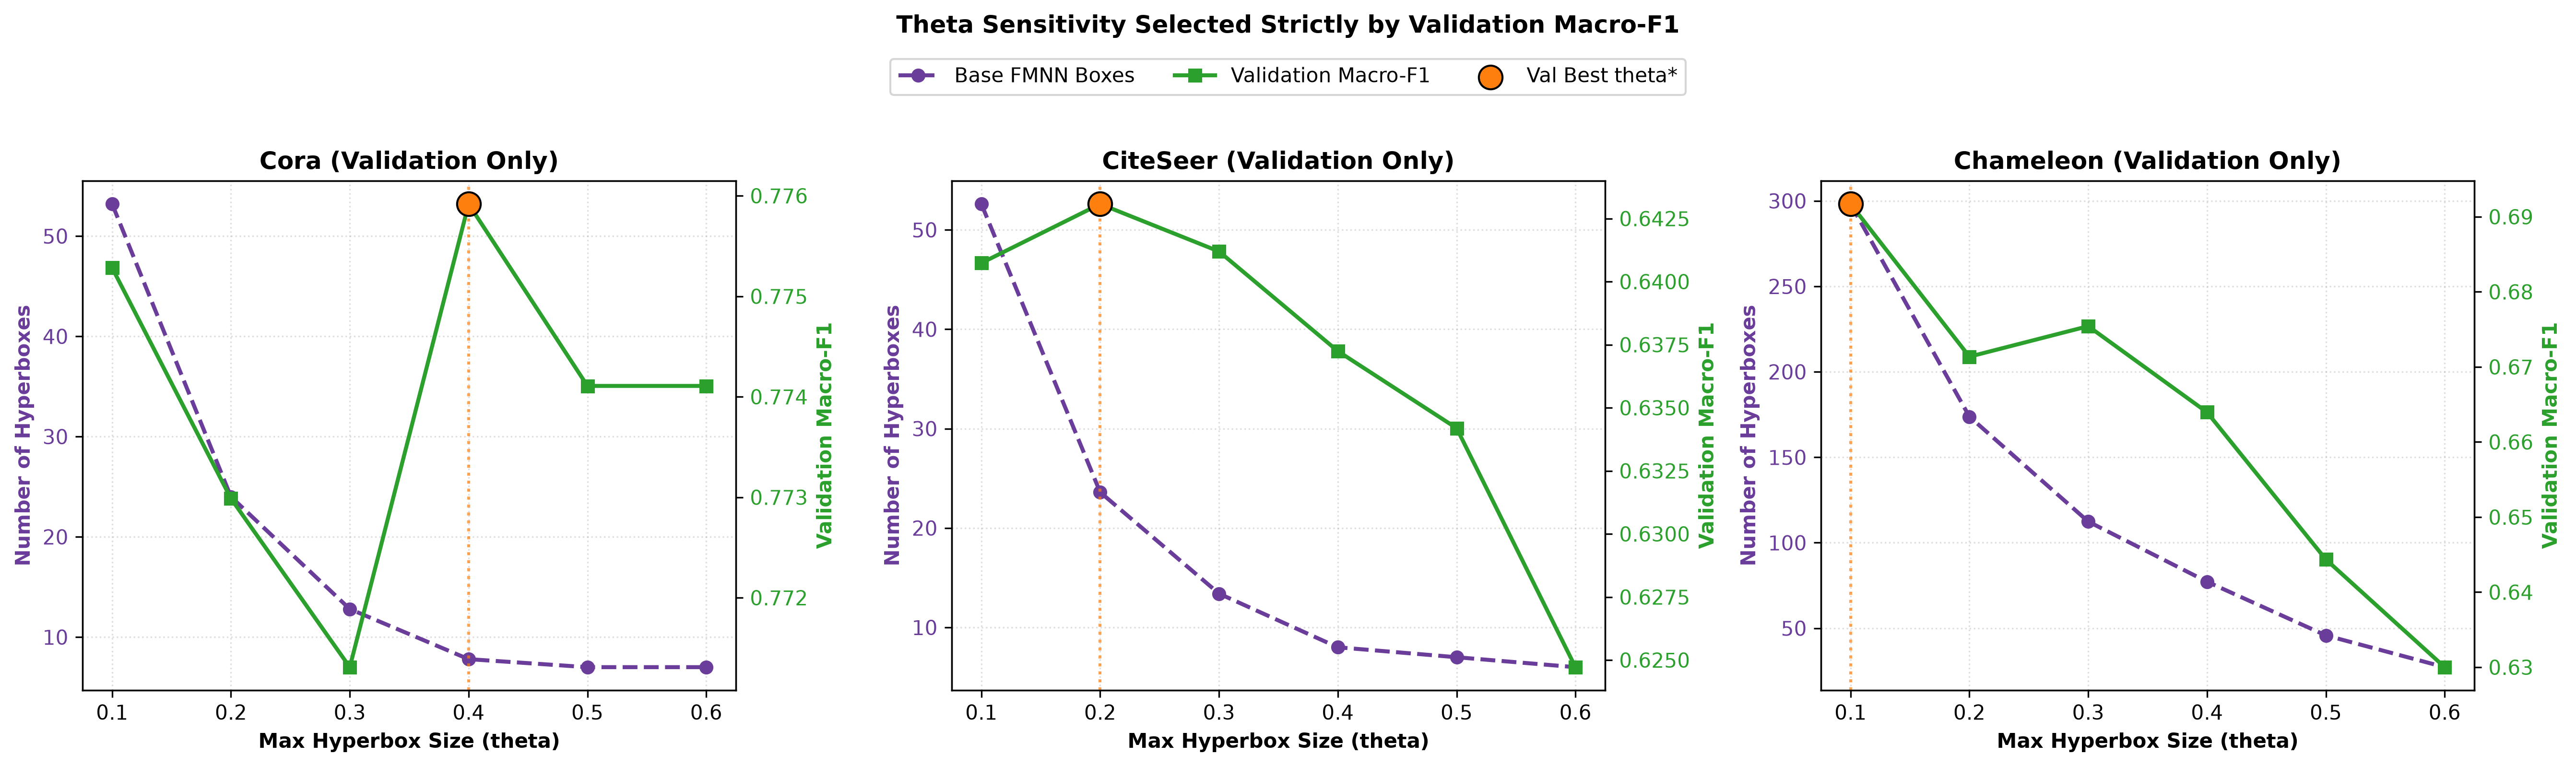 Theta Sensitivity Selected Strictly by Validation Macro-F1
Base FMNN Boxes Validation Macro-F1 Val Best theta*
Cora (Validation Only)
Number of Hyperboxes
50
40
30
20
10
0.776
0.775
0.774
0.773
0.772
Validation Macro-F1
0.1 0.2 0.3 0.4 0.5 0.6
Max Hyperbox Size (theta)
CiteSeer (Validation Only)
Number of Hyperboxes
50
40
30
20
10
0.6425
0.6400
0.6375
0.6350
0.6325
0.6300
0.6275
0.6250
Validation Macro-F1
0.1 0.2 0.3 0.4 0.5 0.6
Max Hyperbox Size (theta)
Chameleon (Validation Only)
Number of Hyperboxes
300
250
200
150
100
50
0.69
0.68
0.67
0.66
0.65
0.64
0.63
Validation Macro-F1
0.1 0.2 0.3 0.4 0.5 0.6
Max Hyperbox Size (theta)